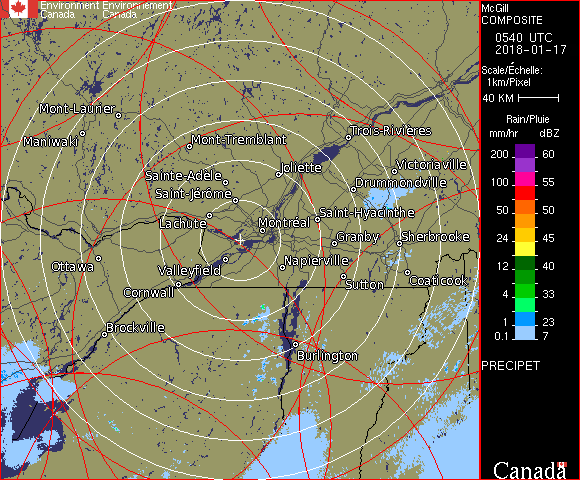 Environment Environnement
Canada Canada
McGill
COMPOSITE
0540 UTC
2018-01-17
Scale/Échelle:
1km/Pixel
40 KM
Rain/Pluie
mm/hr dBZ
200 60
100 55
50 50
24 45
12 40
4 33
1 23
0.1 7
PRECIPET
Canada
Mont-Laurier
Maniwaki
Mont-Tremblant
Trois-Rivières
Joliette
Victoriaville
Sainte-Adèle
Drummondville
Saint-Jérôme
Saint-Hyacinthe
Lachute
Montréal
Granby
Sherbrooke
Ottawa
Valleyfield
Napierville
Cornwall
Sutton
Coaticook
Brockville
Burlington